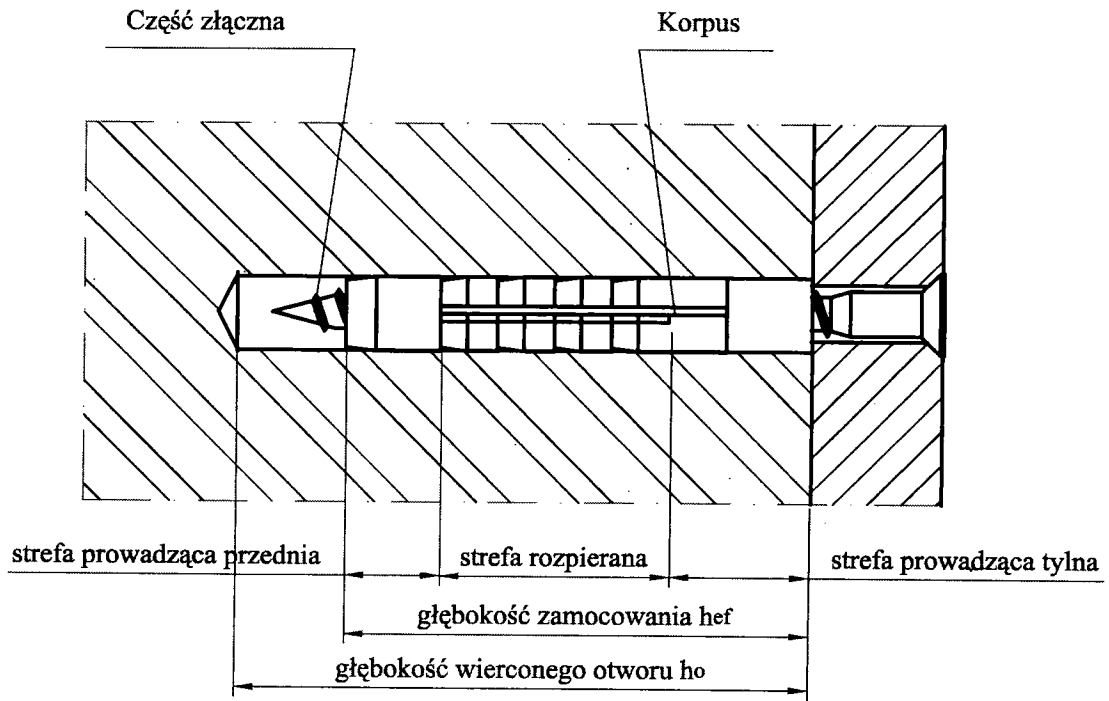 Część złączna
Korpus
strefa prowadząca przednia
strefa rozpierana
strefa prowadząca tylna
głębokość zamocowania hef
głębokość wierconego otworu ho